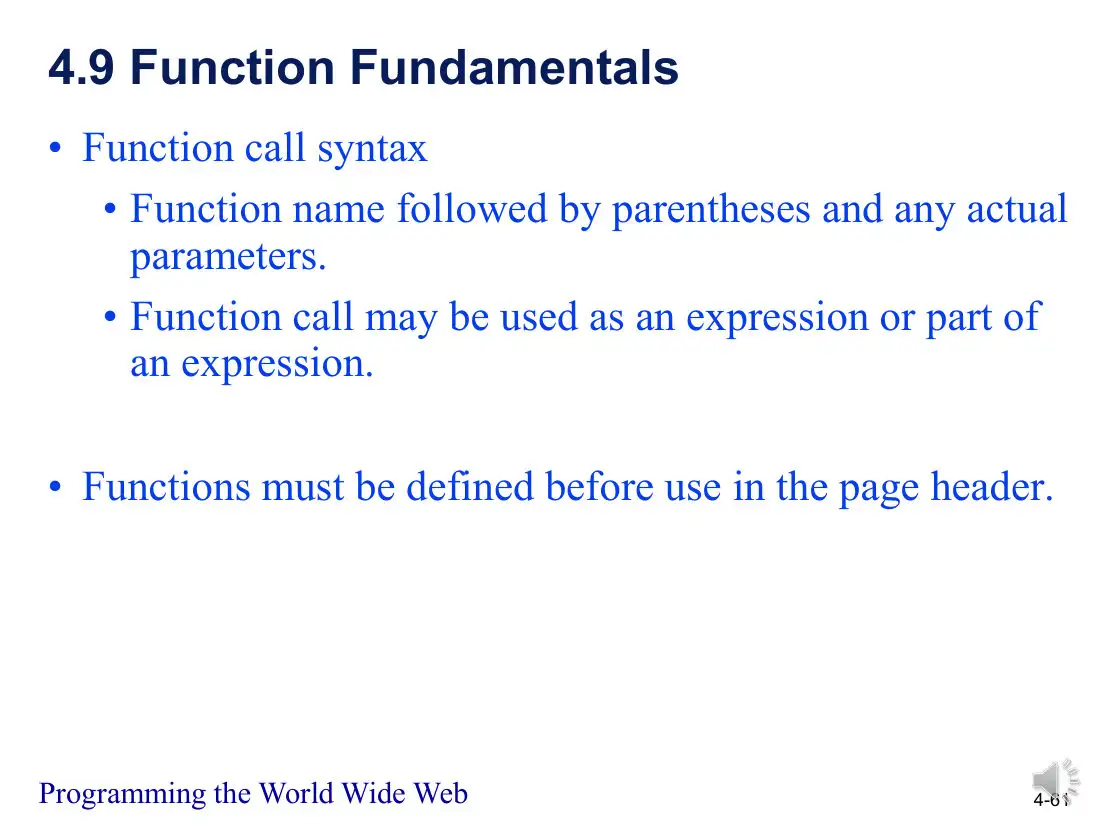 4.9 Function Fundamentals
• Function call syntax
• Function name followed by parentheses and any actual
parameters.
• Function call may be used as an expression or part of
an expression.
• Functions must be defined before use in the page header.
Programming the World Wide Web
4-61